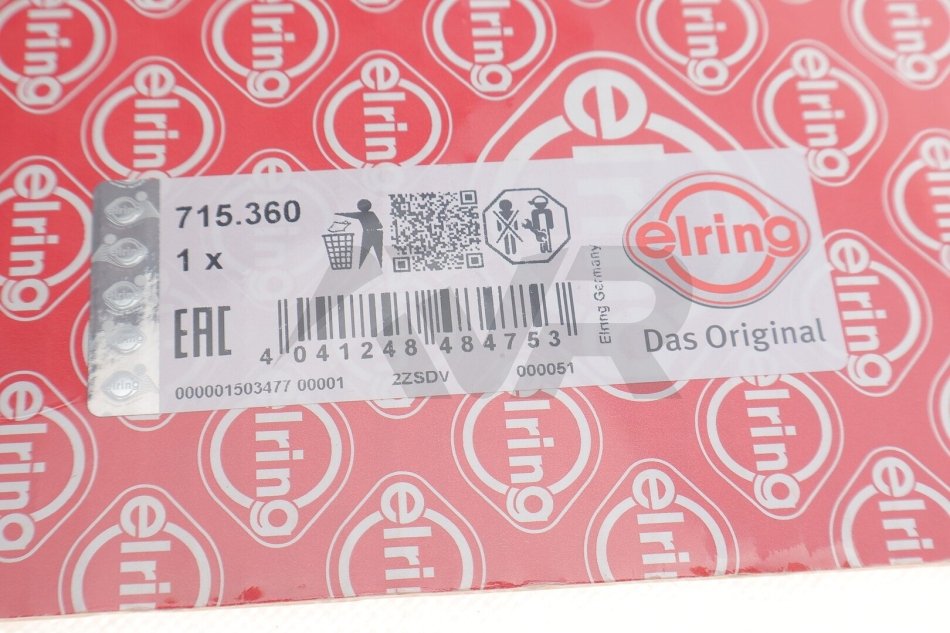 715.360
1 x
elring
Elring Germany
Das Original
EAC
4 041248 484753
000001503477 00001 2ZSDV 000051